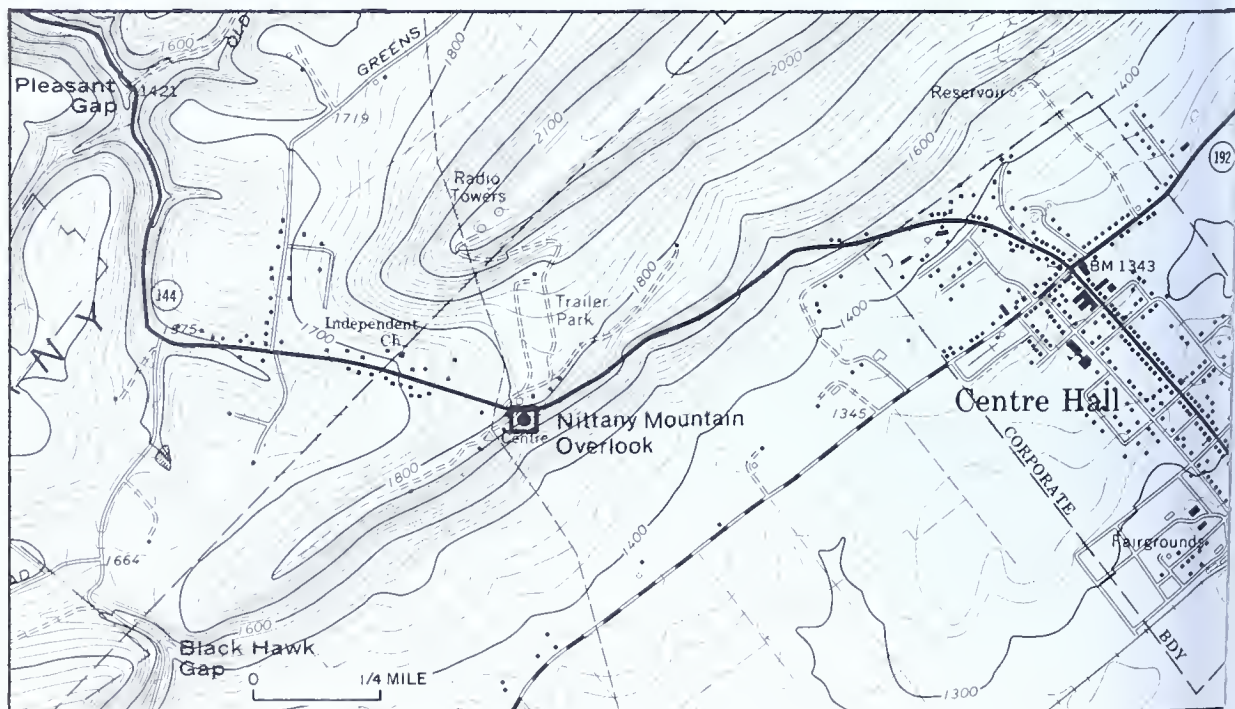 1600
OLD
GREENS
1800
2000
1400
Pleasant
Gap
1421
Reservoir
1719
2100
1600
192
Radio
Towers
BM 1343
144
Trailer
Park
1800
1400
N
Y
1575
Independent
Ch.
1700
Centre Hall
1345
Nittany Mountain
Overlook
Centre
1800
CORPORATE
BDY
1400
Fairgrounds
1664
1600
Black Hawk
Gap
0 1/4 MILE
1300